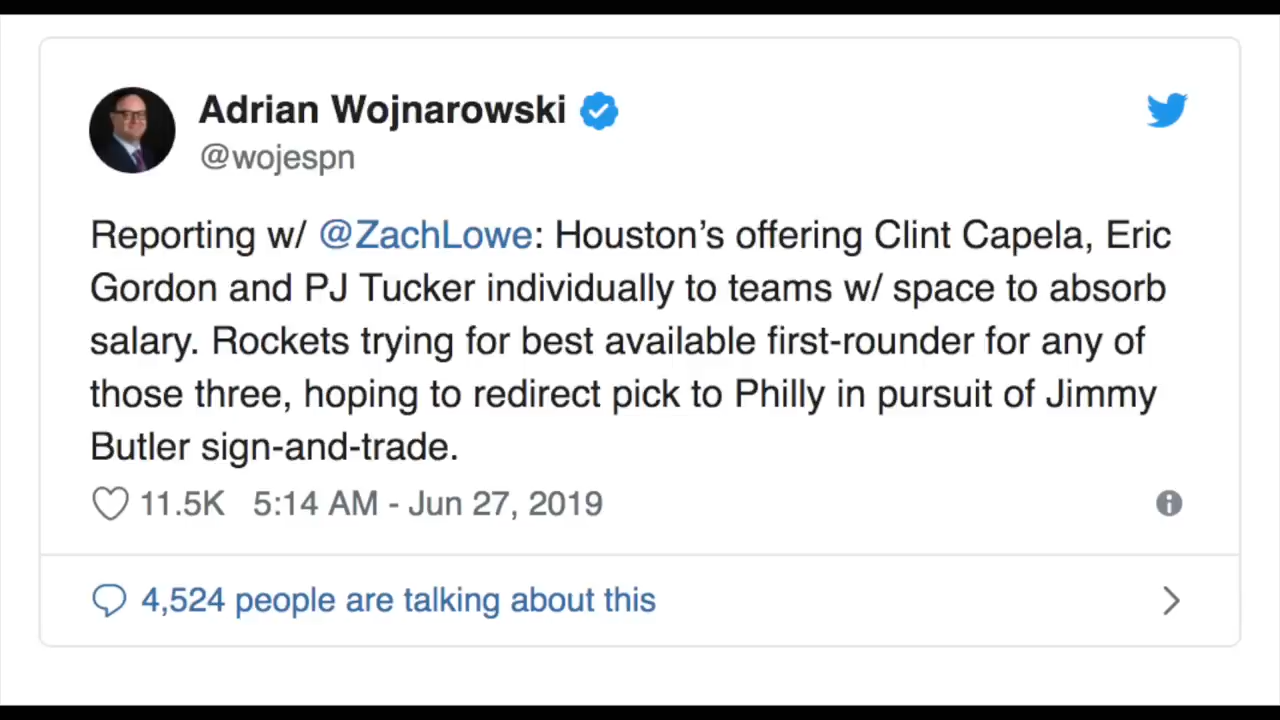 Adrian Wojnarowski
@wojespn
Reporting w/ @ZachLowe: Houston’s offering Clint Capela, Eric
Gordon and PJ Tucker individually to teams w/ space to absorb
salary. Rockets trying for best available first-rounder for any of
those three, hoping to redirect pick to Philly in pursuit of Jimmy
Butler sign-and-trade.
11.5K 5:14 AM - Jun 27, 2019
4,524 people are talking about this